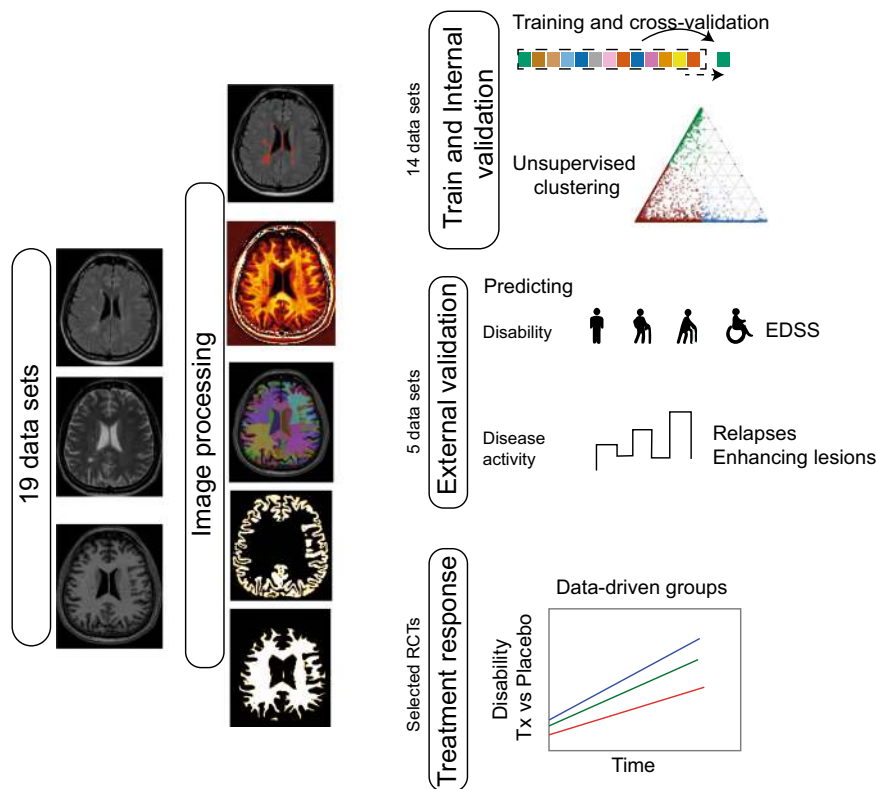 19 data sets
Image processing
14 data sets
Train and Internal
validation
Training and cross-validation
Unsupervised
clustering
5 data sets
External validation
Predicting
Disability
EDSS
Disease
activity
Relapses
Enhancing lesions
Selected RCTs
Treatment response
Data-driven groups
Disability
Tx vs Placebo
Time